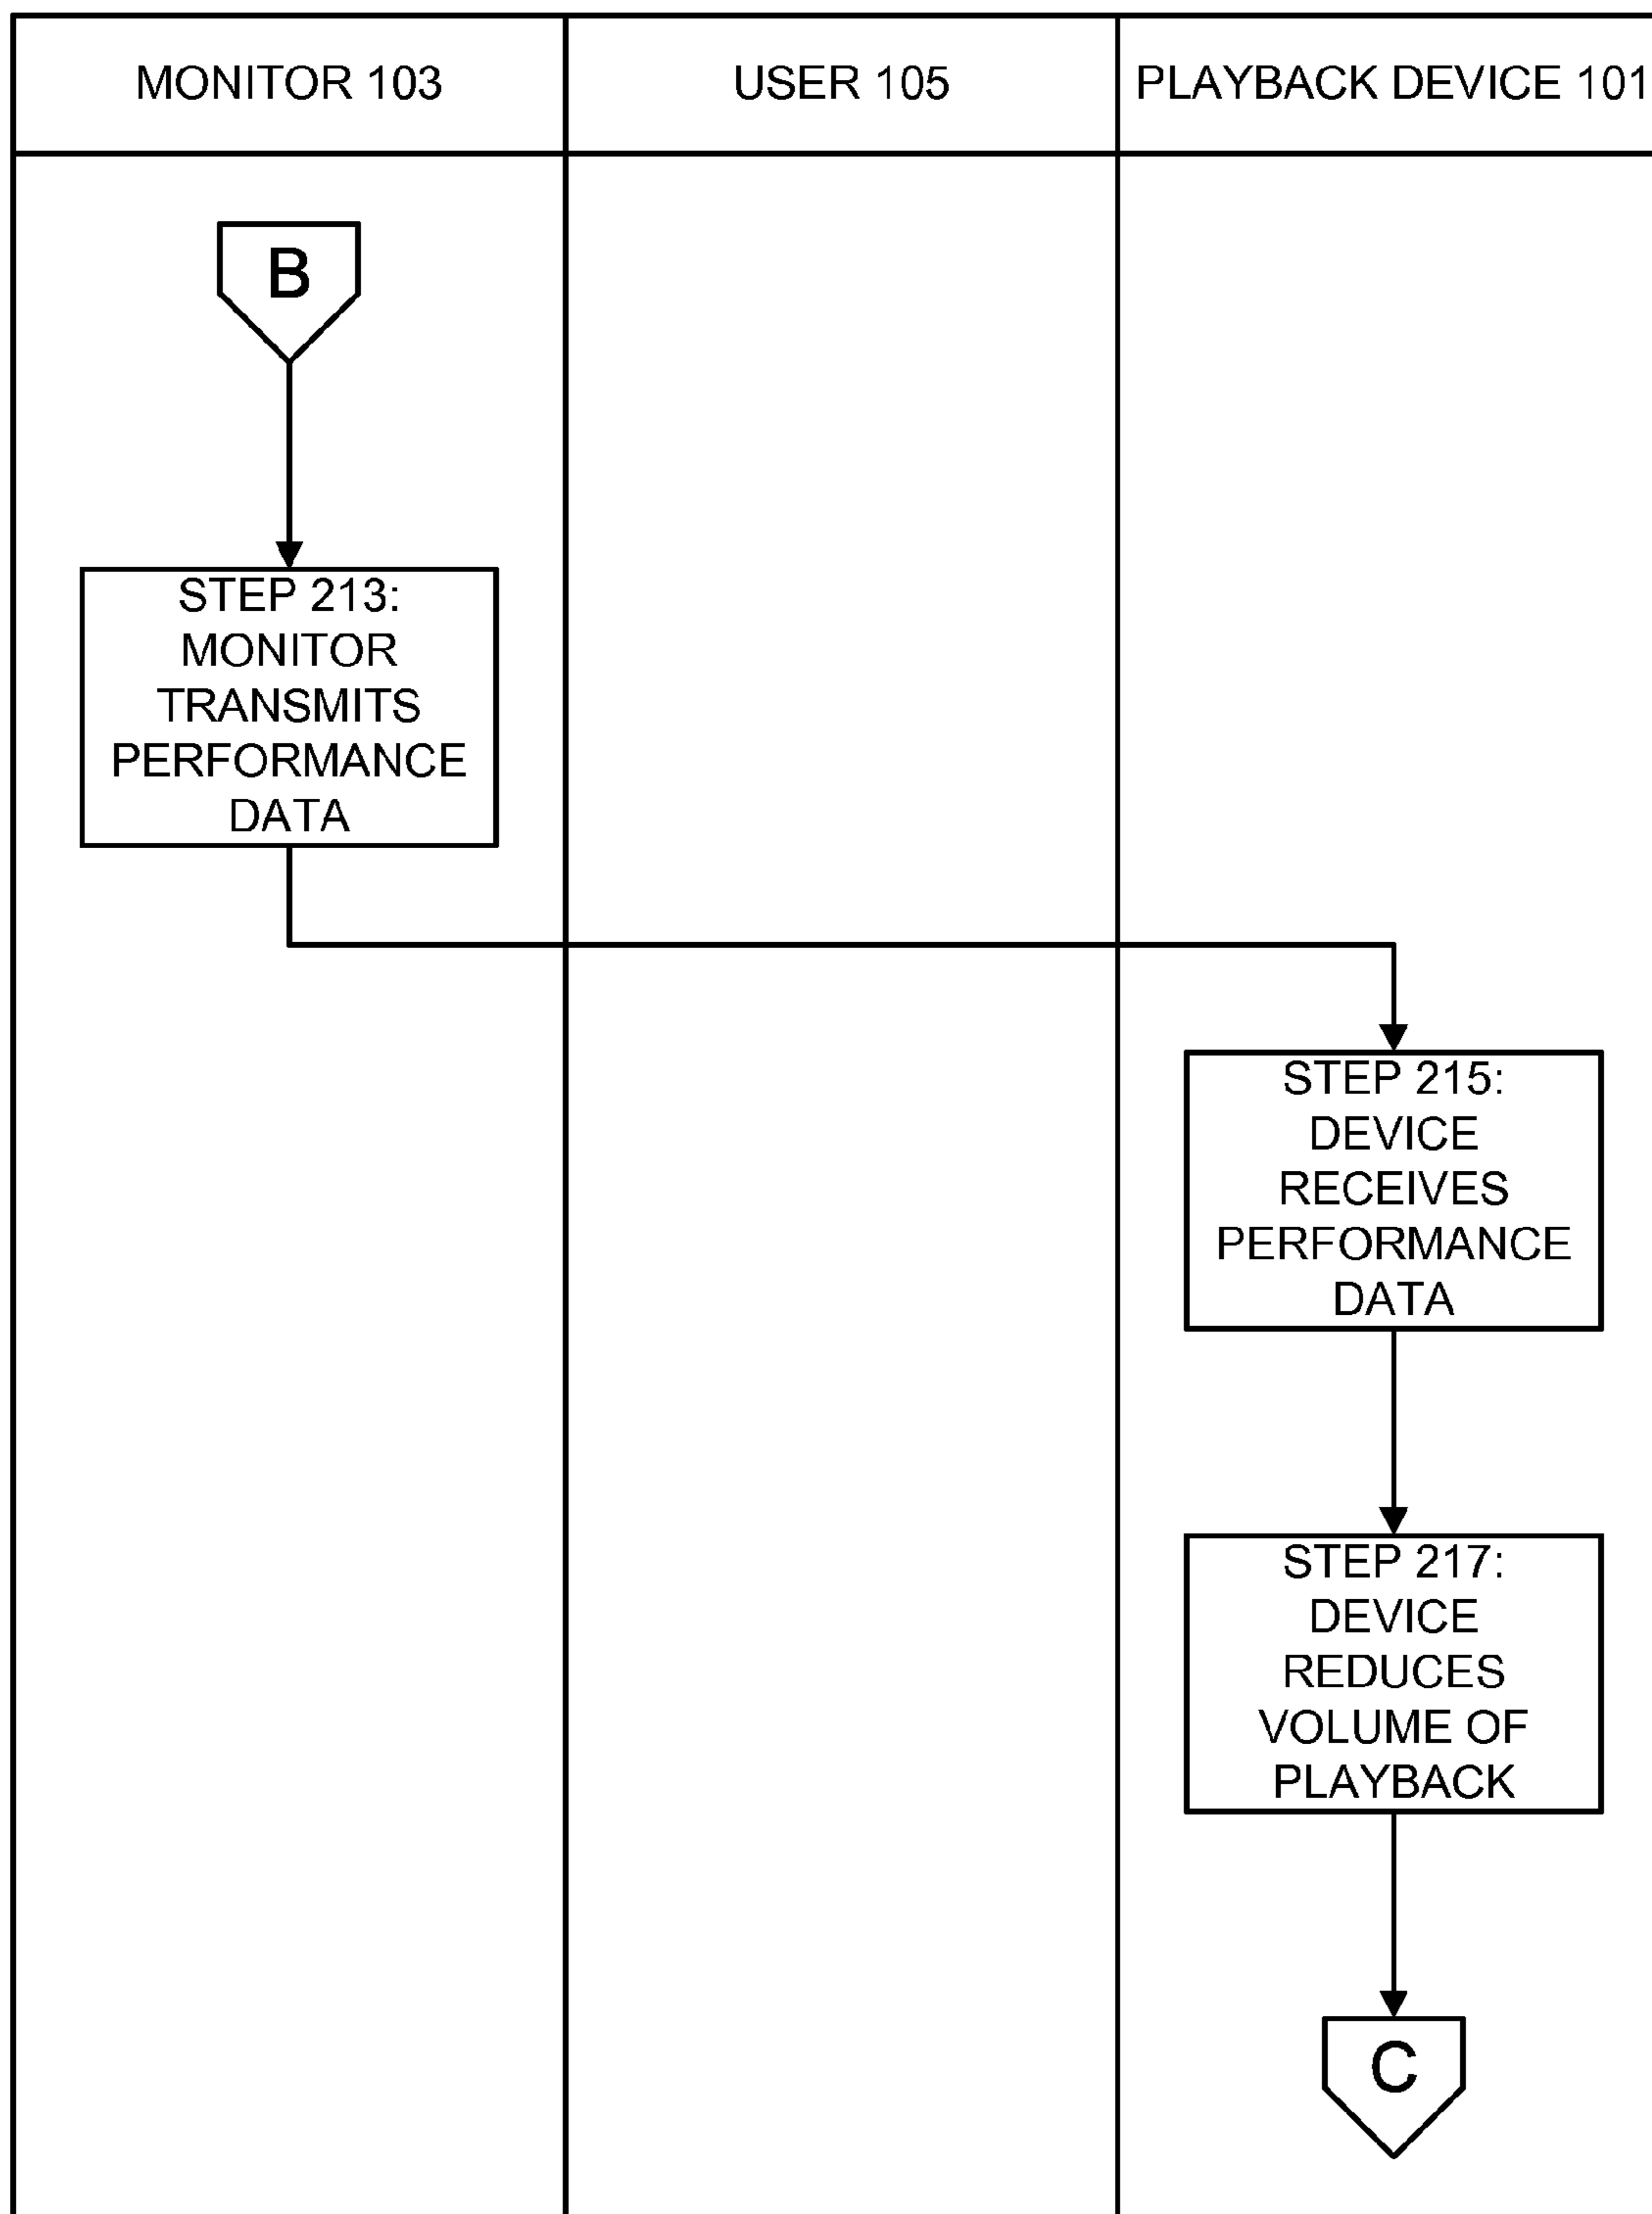 MONITOR 103
USER 105
PLAYBACK DEVICE 101
B
STEP 213:
MONITOR
TRANSMITS
PERFORMANCE
DATA
STEP 215:
DEVICE
RECEIVES
PERFORMANCE
DATA
STEP 217:
DEVICE
REDUCES
VOLUME OF
PLAYBACK
C